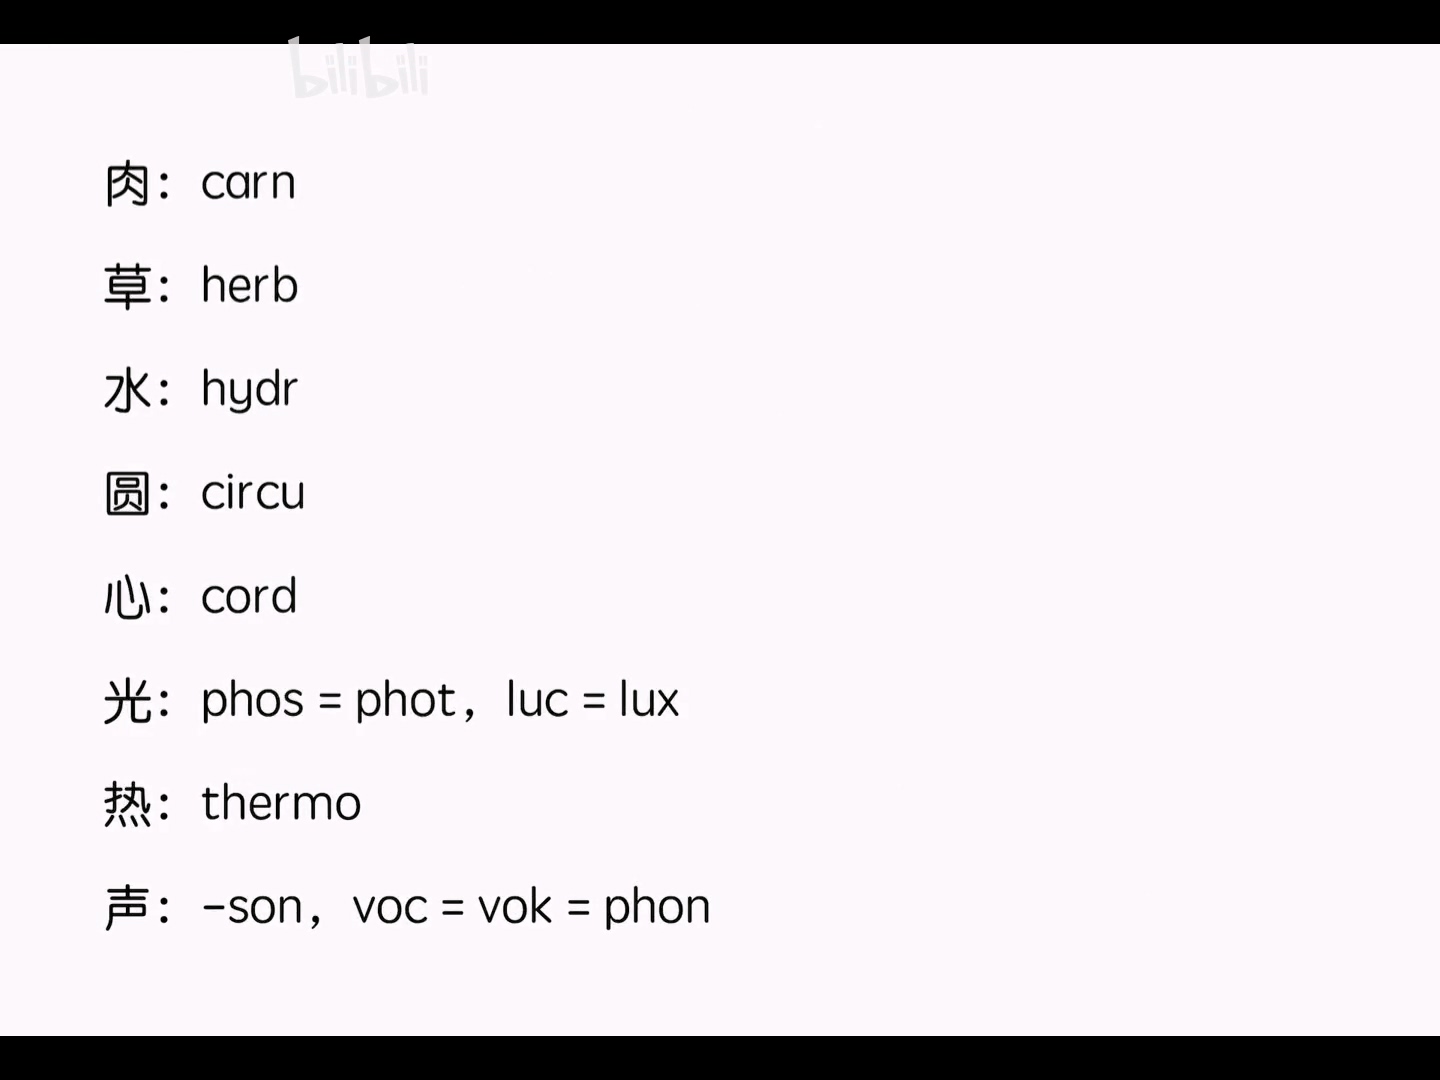 bilibili
肉：carn
草：herb
水：hydr
圆：circu
心：cord
光：phos = phot，luc = lux
热：thermo
声：-son，voc = vok = phon